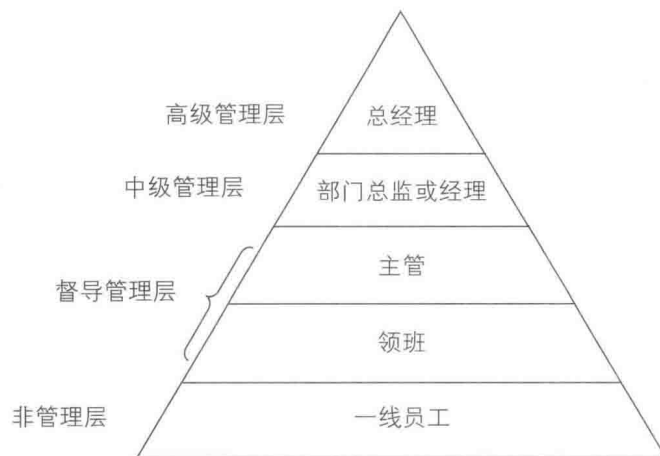 高级管理层 总经理
中级管理层 部门总监或经理
主管
督导管理层
领班
非管理层 一线员工